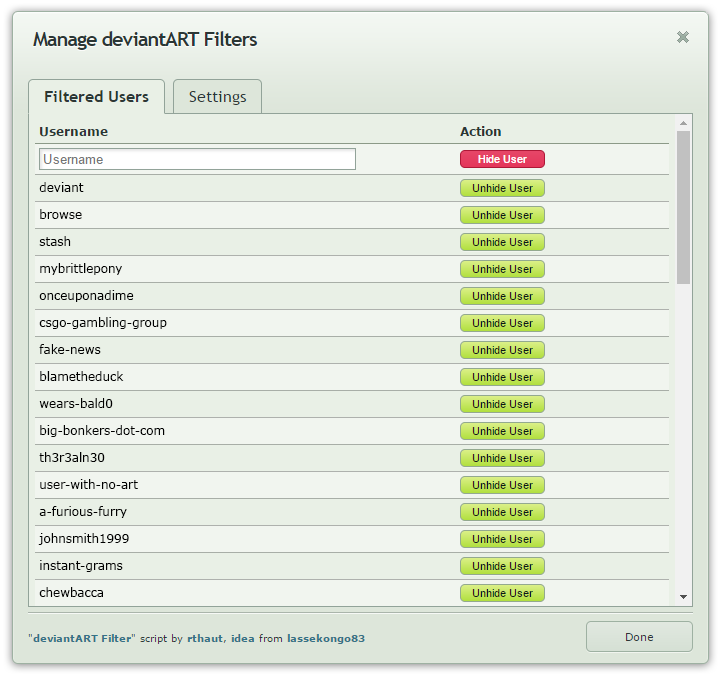 Manage deviantART Filters
Filtered Users Settings
Username Action
Username Hide User
deviant Unhide User
browse Unhide User
stash Unhide User
mybrittlepony Unhide User
onceuponadime Unhide User
csgo-gambling-group Unhide User
fake-news Unhide User
blametheduck Unhide User
wears-bald0 Unhide User
big-bonkers-dot-com Unhide User
th3r3aln30 Unhide User
user-with-no-art Unhide User
a-furious-furry Unhide User
johnsmith1999 Unhide User
instant-grams Unhide User
chewbacca Unhide User
"deviantART Filter" script by rthaut, idea from lassekongo83 Done